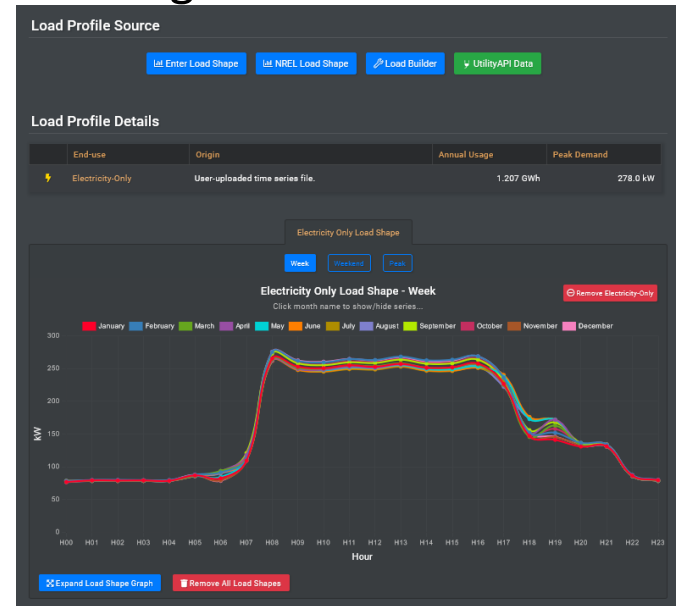 Load Profile Source
Enter Load Shape NREL Load Shape Load Builder UtilityAPI Data
Load Profile Details
End-use Origin Annual Usage Peak Demand
Electricity-Only User-uploaded time series file. 1.207 GWh 278.0 kW
Electricity Only Load Shape
Week Weekend Peak
Electricity Only Load Shape - Week
Remove Electricity-Only
Click month name to show/hide series...
January February March April May June July August September October November December
300
250
200
150
100
50
0
kW
H00 H01 H02 H03 H04 H05 H06 H07 H08 H09 H10 H11 H12 H13 H14 H15 H16 H17 H18 H19 H20 H21 H22 H23
Hour
Expand Load Shape Graph Remove All Load Shapes